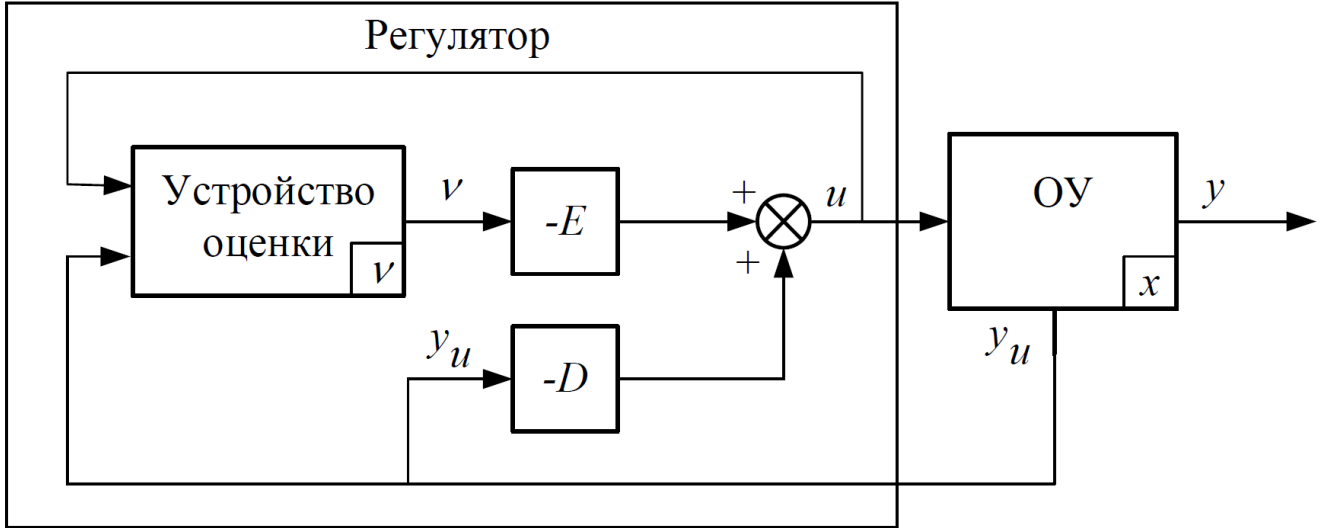 Регулятор
Устройство
оценки
ν
ν
-E
+
+
u
ОУ
x
y
y_u
y_u
-D